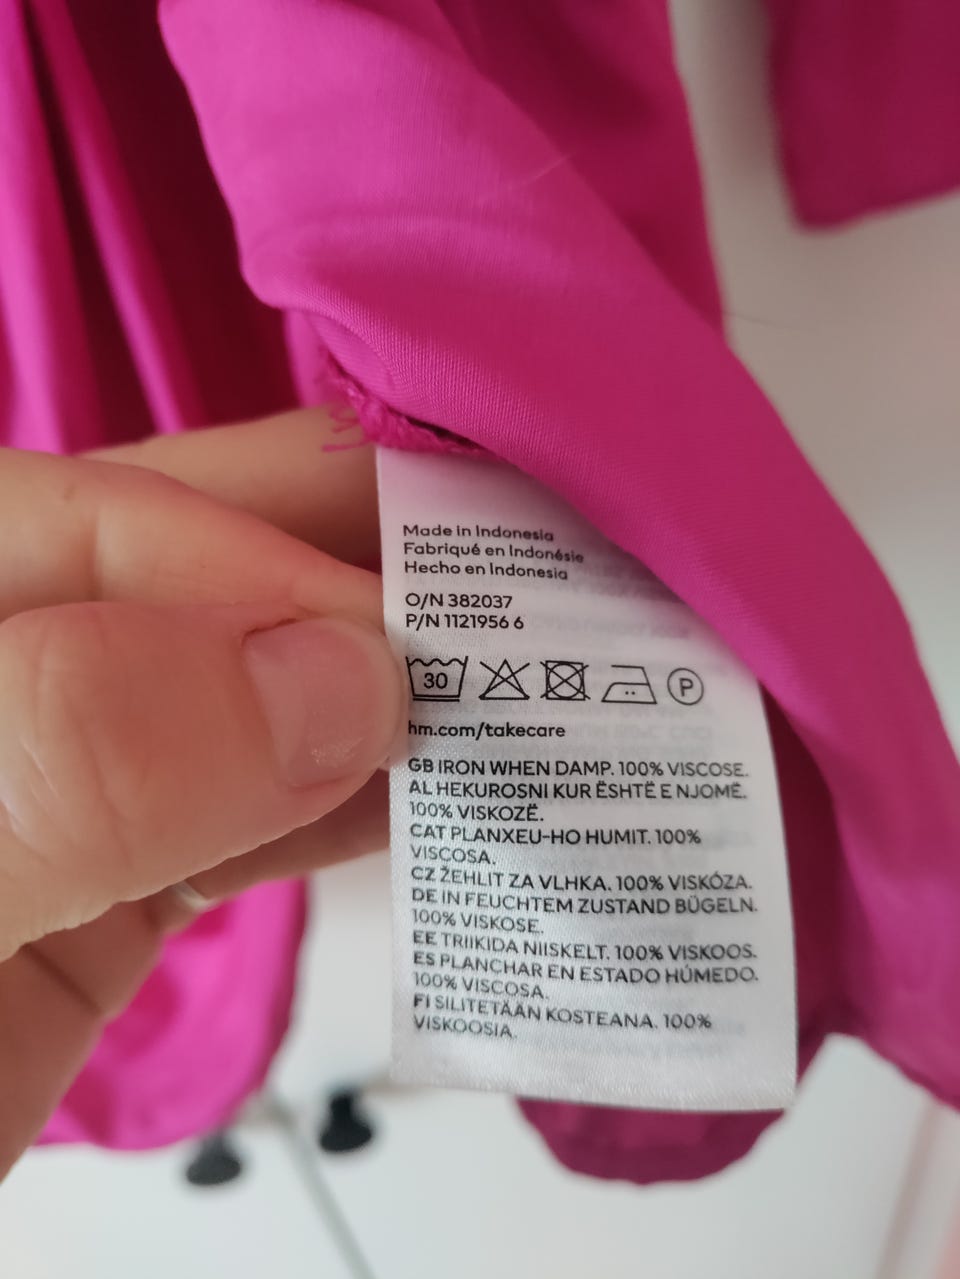 Made in Indonesia
Fabriqué en Indonésie
Hecho en Indonesia
O/N 382037
P/N 1121956 6
30 P
hm.com/takecare
GB IRON WHEN DAMP. 100% VISCOSE.
AL HEKUROSNI KUR ËSHTË E NJOMË.
100% VISKOZË.
CAT PLANXEU-HO HUMIT. 100%
VISCOSA.
CZ ŽEHLIT ZA VLHKA. 100% VISKÓZA.
DE IN FEUCHTEM ZUSTAND BÜGELN.
100% VISKOSE.
EE TRIIKIDA NIISKELT. 100% VISKOOS.
ES PLANCHAR EN ESTADO HÚMEDO.
100% VISCOSA.
FI SILITETÄÄN KOSTEANA. 100%
VISKOOSIA.